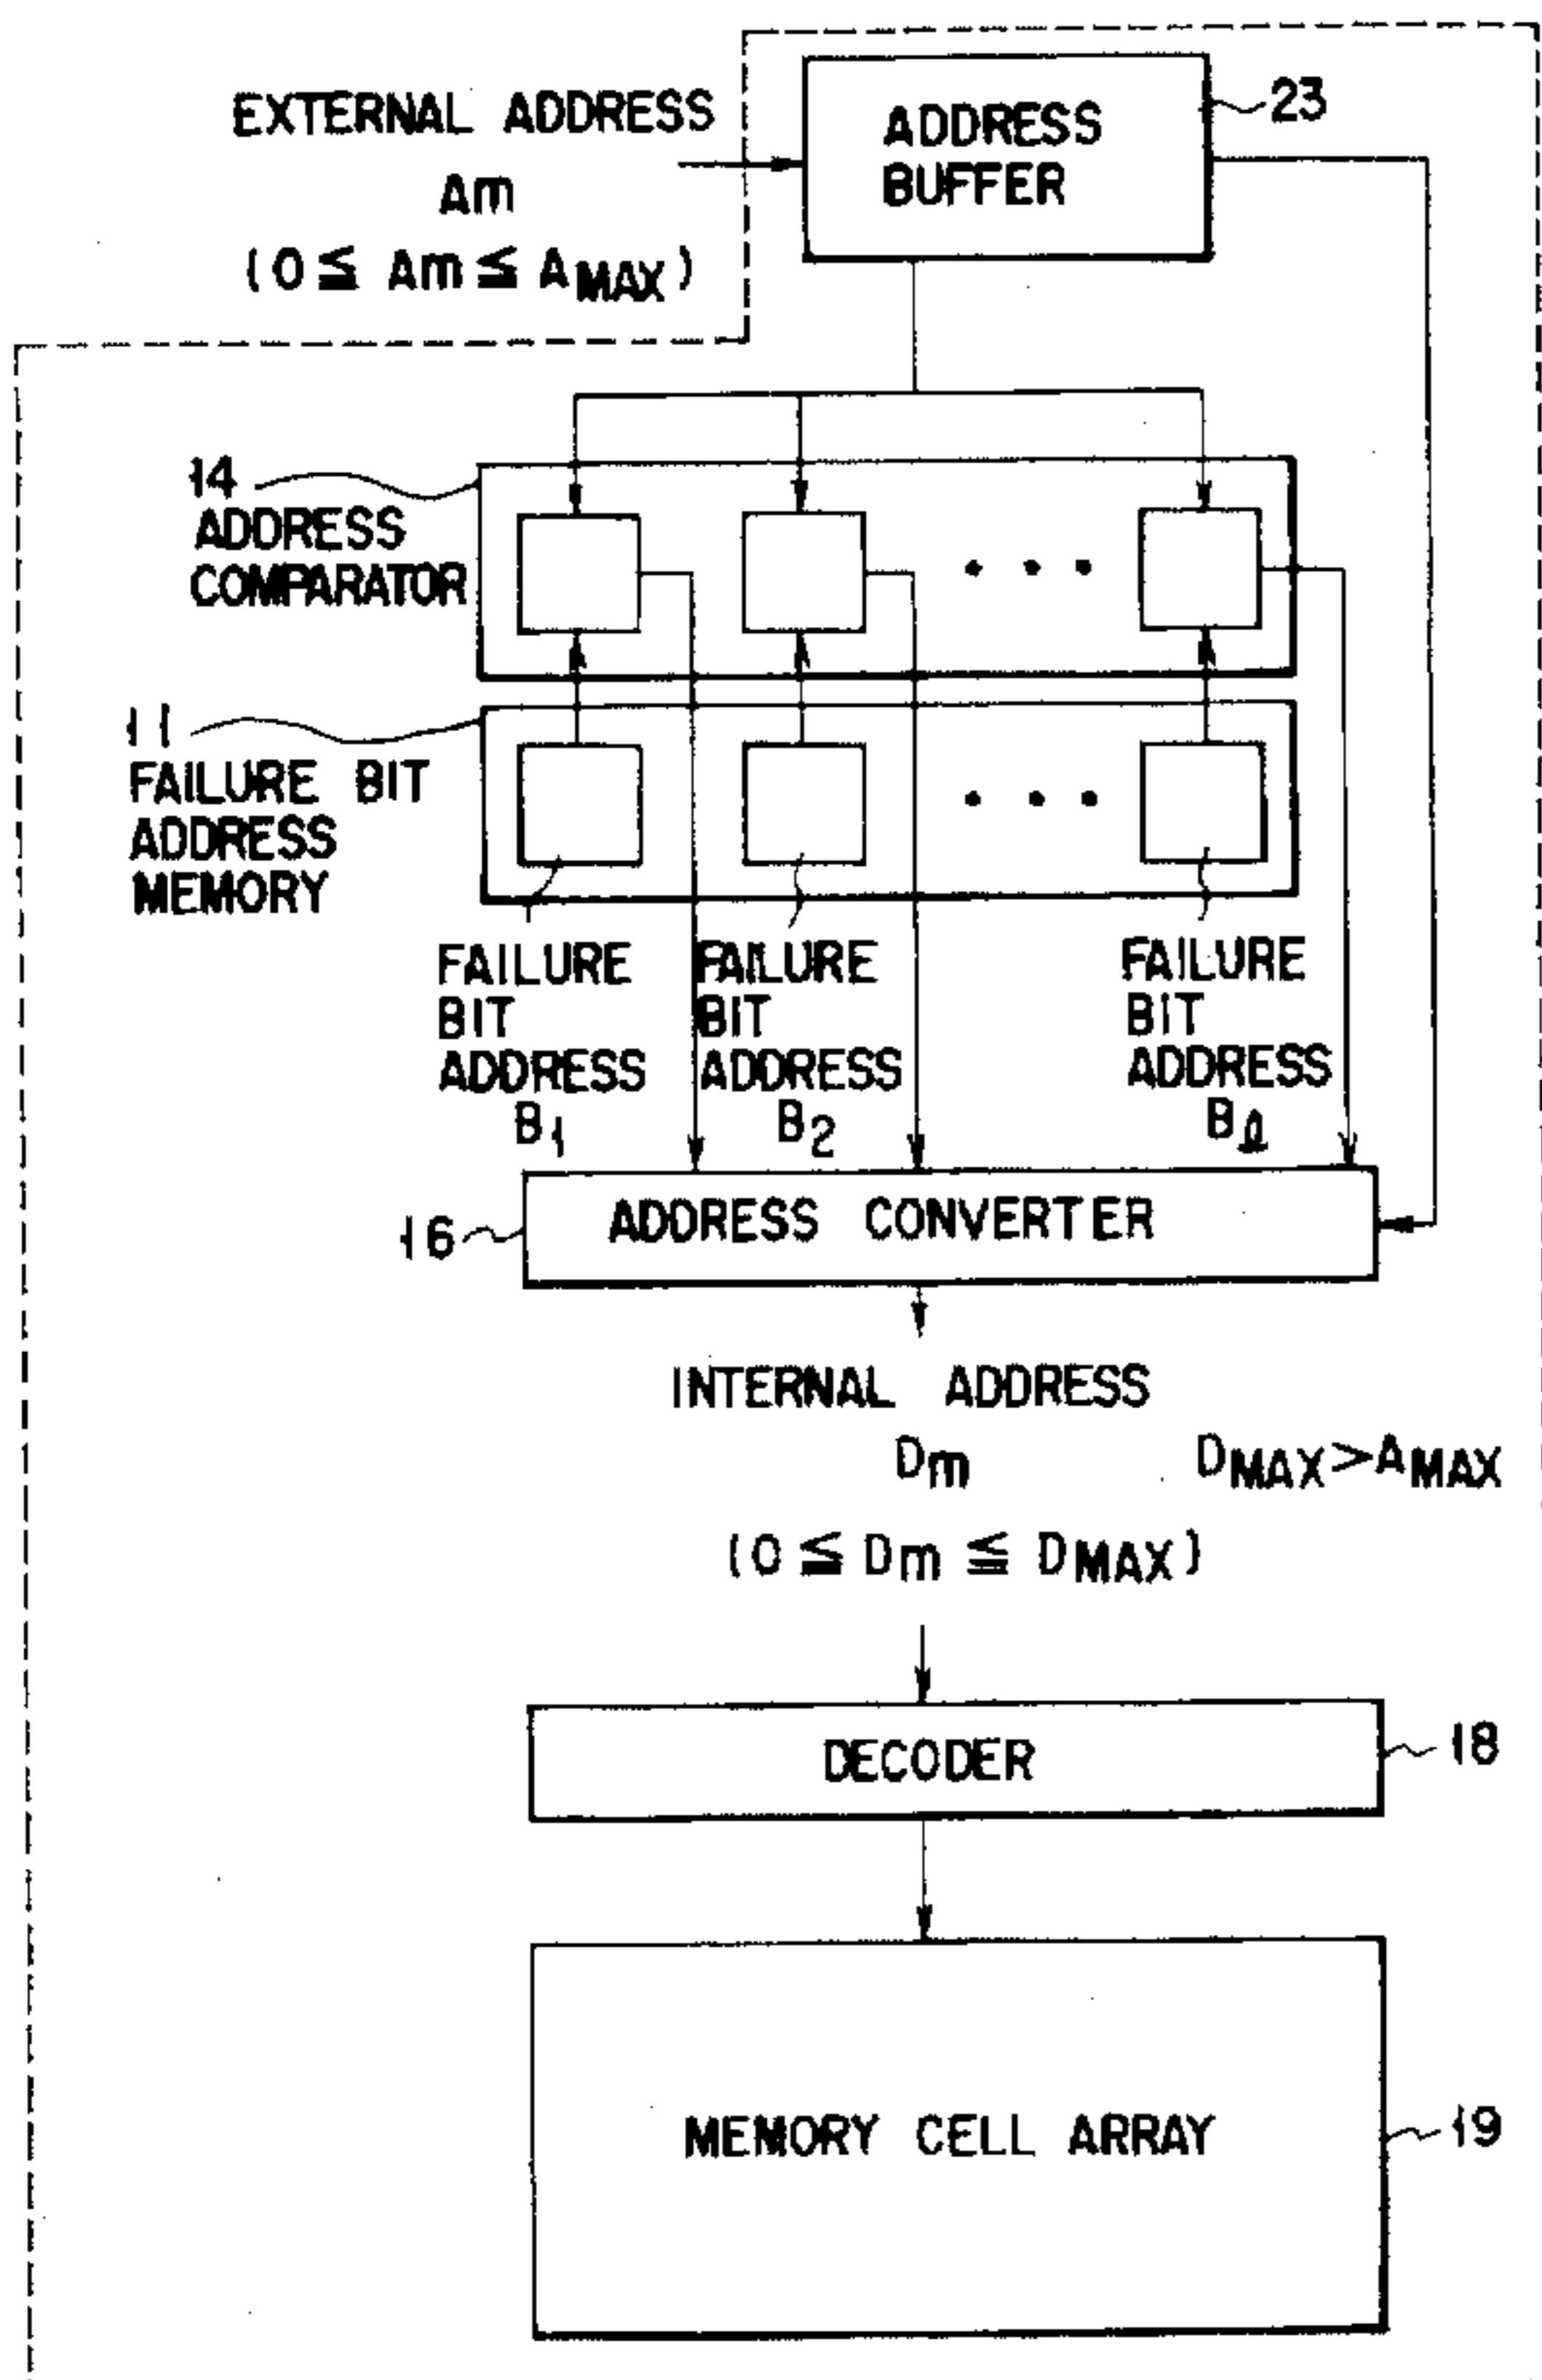 EXTERNAL ADDRESS
Am
(0 ≦ Am ≦ AMAX)
ADDRESS
BUFFER
23
14
ADDRESS
COMPARATOR
11
FAILURE BIT
ADDRESS
MEMORY
FAILURE
BIT
ADDRESS
B1
FAILURE
BIT
ADDRESS
B2
FAILURE
BIT
ADDRESS
Bℓ
16
ADDRESS CONVERTER
INTERNAL ADDRESS
Dm
DMAX>AMAX
(0 ≦ Dm ≦ DMAX)
DECODER
18
MEMORY CELL ARRAY
19